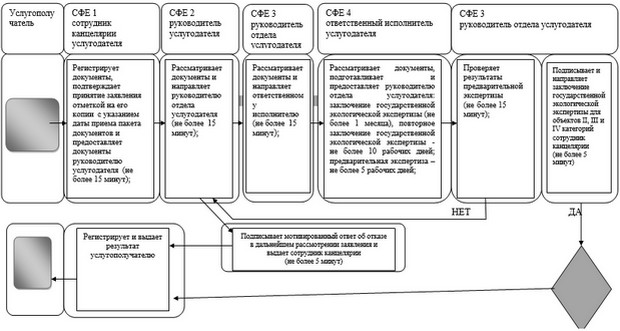 Услугополу
чатель
СФЕ 1
сотрудник
канцелярии
услугодателя
СФЕ 2
руководитель
услугодателя
СФЕ 3
руководитель
отдела
услугодателя
СФЕ 4
ответственный исполнитель
услугодателя
СФЕ 3
руководитель отдела услугодателя
Регистрирует
документы,
подтверждает
принятие заявления
отметкой на его
копии с указанием
даты приема пакета
документов и
предоставляет
документы
руководителю
услугодателя (не
более 15 минут);
Рассматривает
документы и
направляет
руководителю
отдела
услугодателя
(не более 15
минут);
Рассматривает
документы и
направляет
ответственном
у
исполнителю
(не более 15
минут);
Рассматривает документы,
подготавливает и
предоставляет руководителю
отдела услугодателя:
заключение государственной
экологической экспертизы (не
более 1 месяца), повторное
заключение государственной
экологической экспертизы -
не более 10 рабочих дней;
предварительная экспертиза –
не более 5 рабочих дней;
Проверяет
результаты
предварительной
экспертизы
(не более 15
минут);
Подписывает и
направляет
заключение
государственной
экологической
экспертизы для
объектов II, III и
IV категорий
сотрудник
канцелярии
(не более 5
минут)
НЕТ
ДА
Регистрирует и выдает
результат
услугополучателю
Подписывает мотивированный ответ об отказе
в дальнейшем рассмотрении заявления и
выдает сотрудник канцелярии
(не более 5 минут)